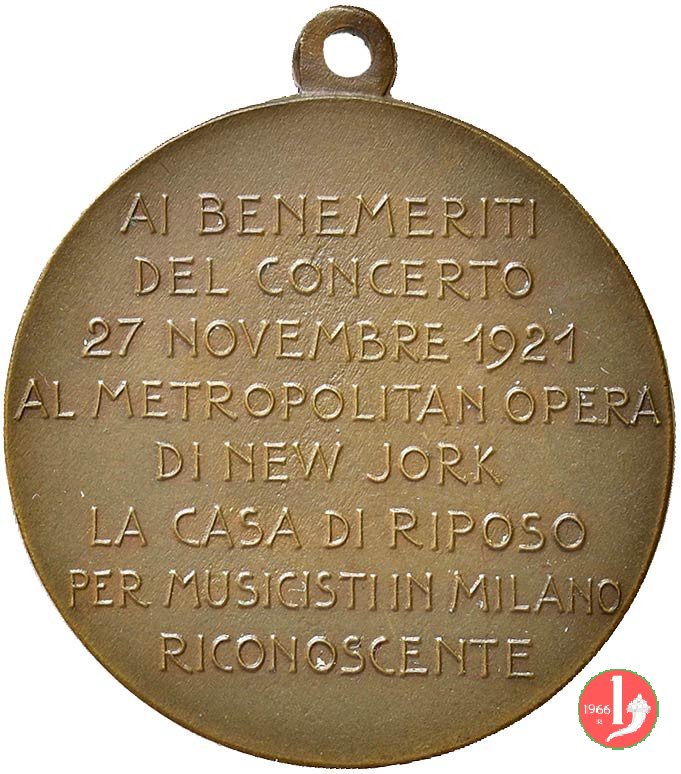 AI BENEMERITI
DEL CONCERTO
27 NOVEMBRE 1921
AL METROPOLITAN OPERA
DI NEW JORK
LA CASA DI RIPOSO
PER MUSICISTI IN MILANO
RICONOSCENTE
1966